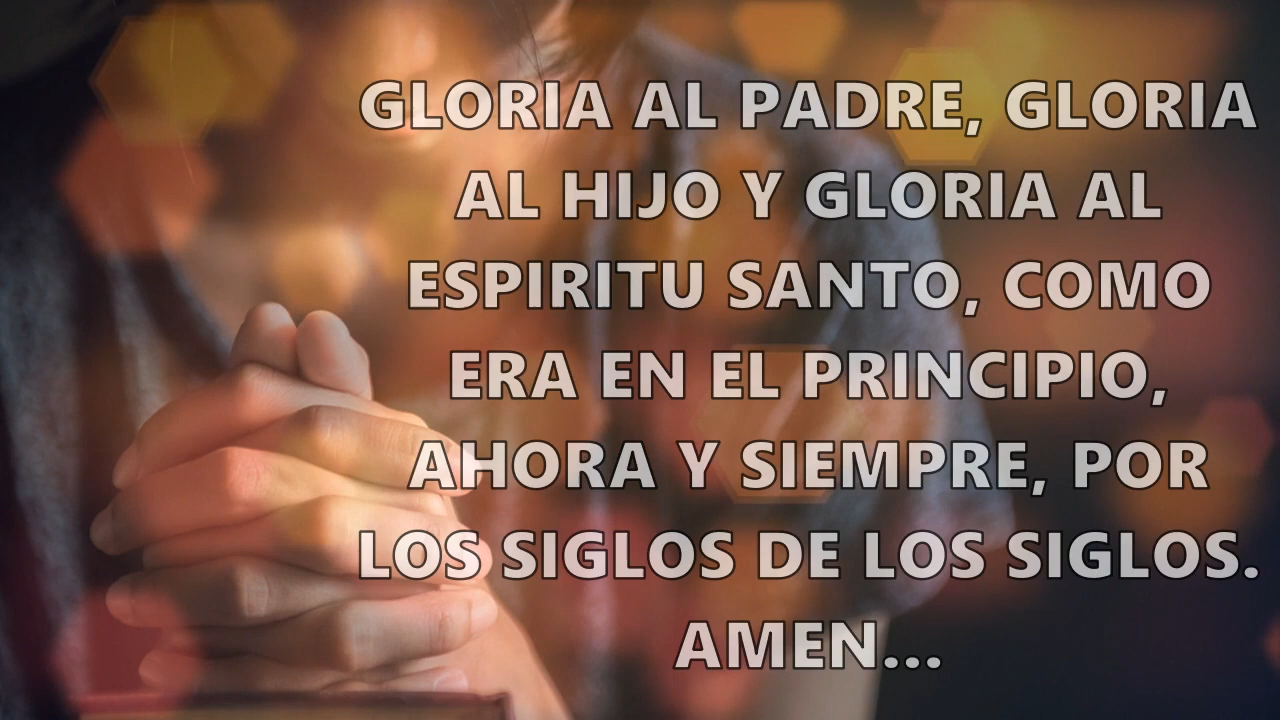 GLORIA AL PADRE, GLORIA
AL HIJO Y GLORIA AL
ESPIRITU SANTO, COMO
ERA EN EL PRINCIPIO,
AHORA Y SIEMPRE, POR
LOS SIGLOS DE LOS SIGLOS.
AMEN...